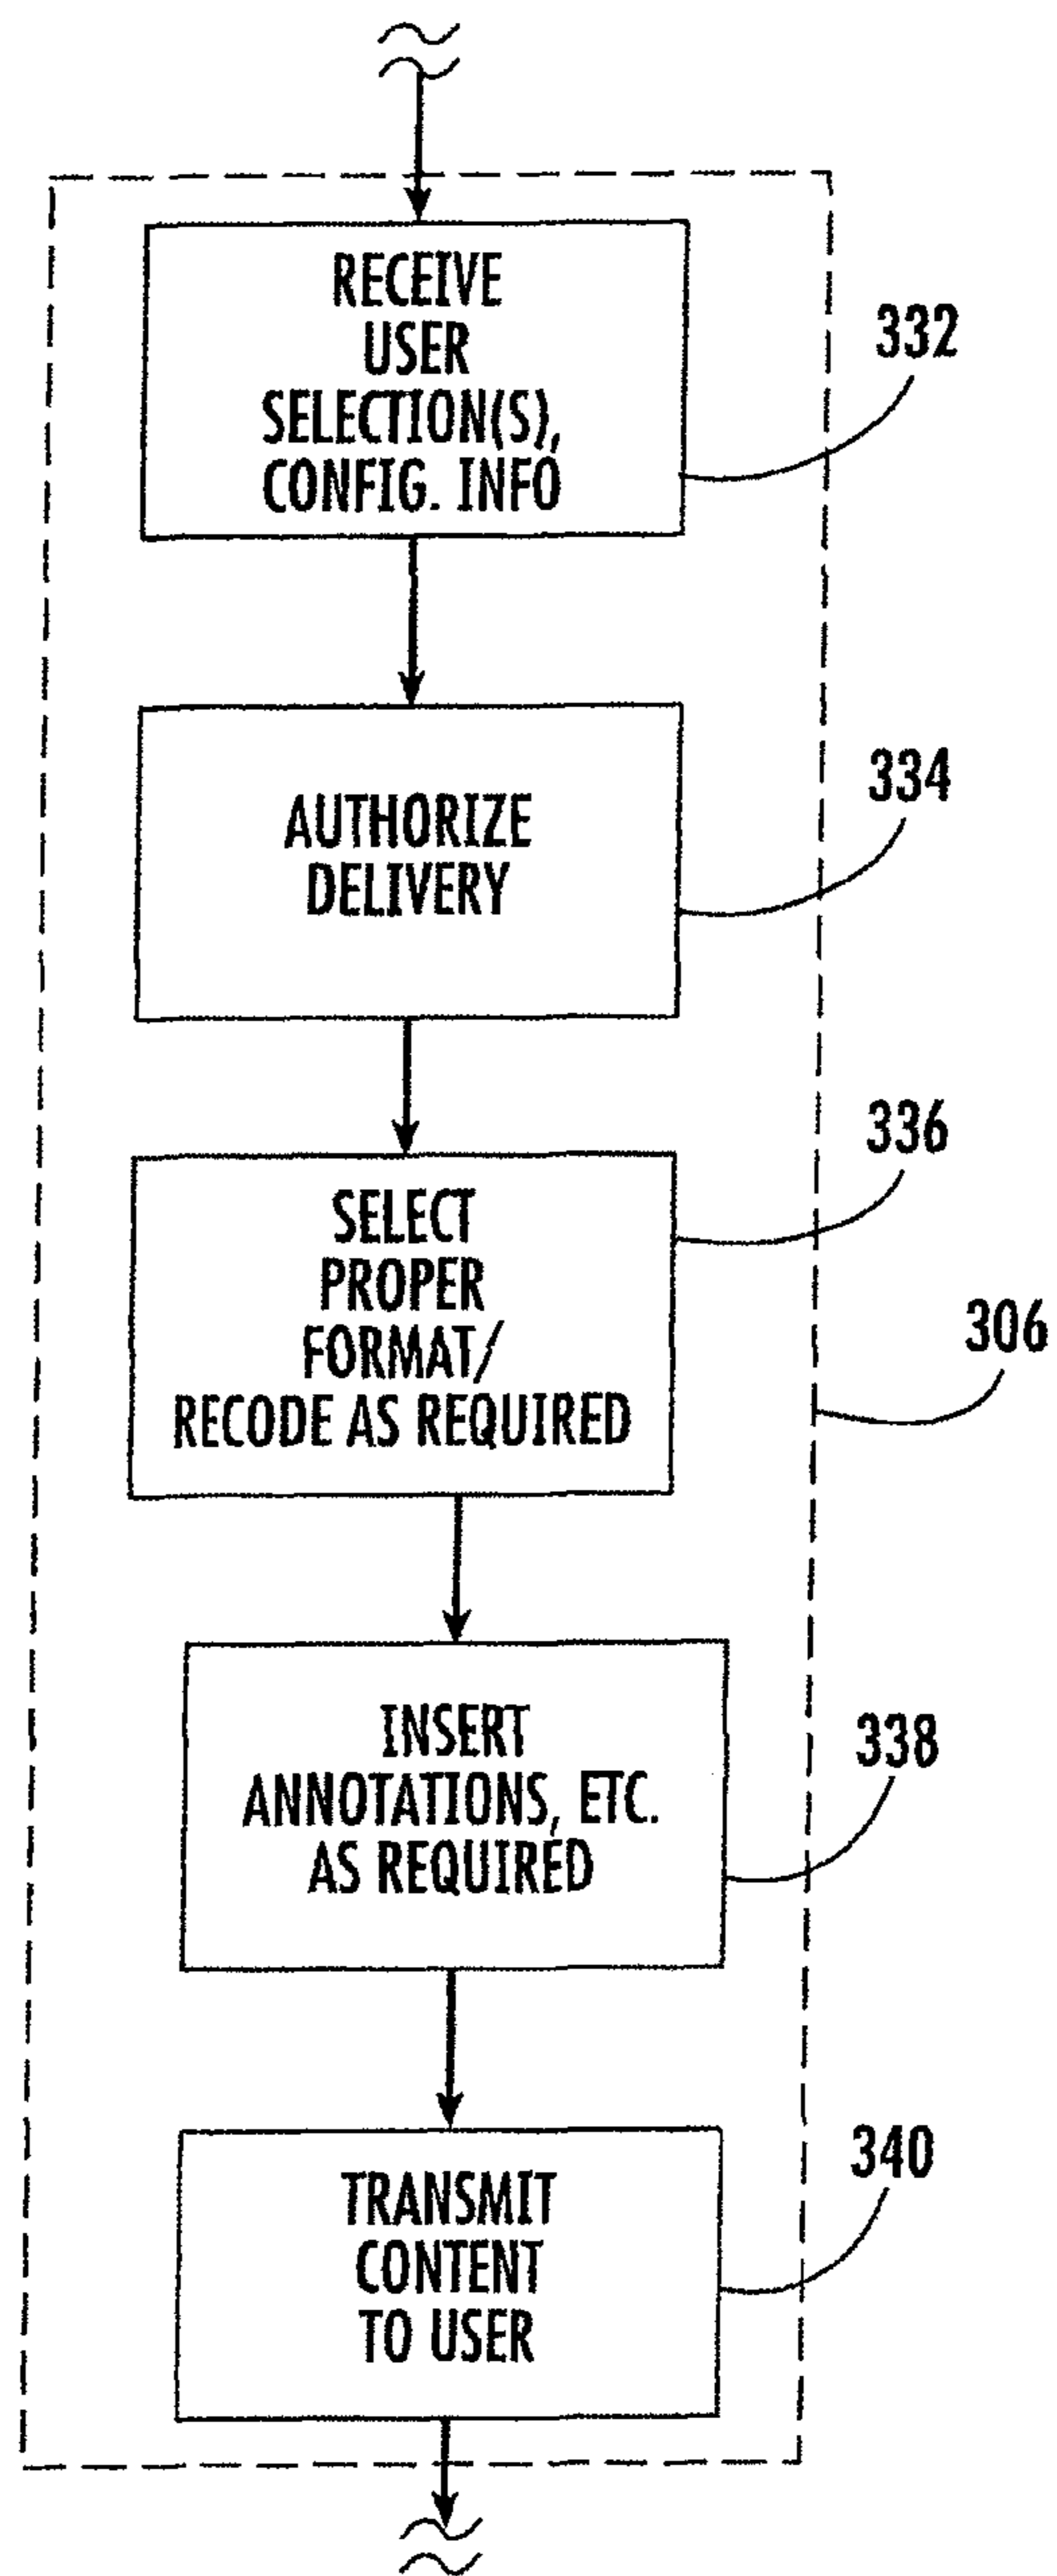 RECEIVE
USER
SELECTION(S),
CONFIG. INFO
332
AUTHORIZE
DELIVERY
334
SELECT
PROPER
FORMAT/
RECODE AS REQUIRED
336
306
INSERT
ANNOTATIONS, ETC.
AS REQUIRED
338
TRANSMIT
CONTENT
TO USER
340